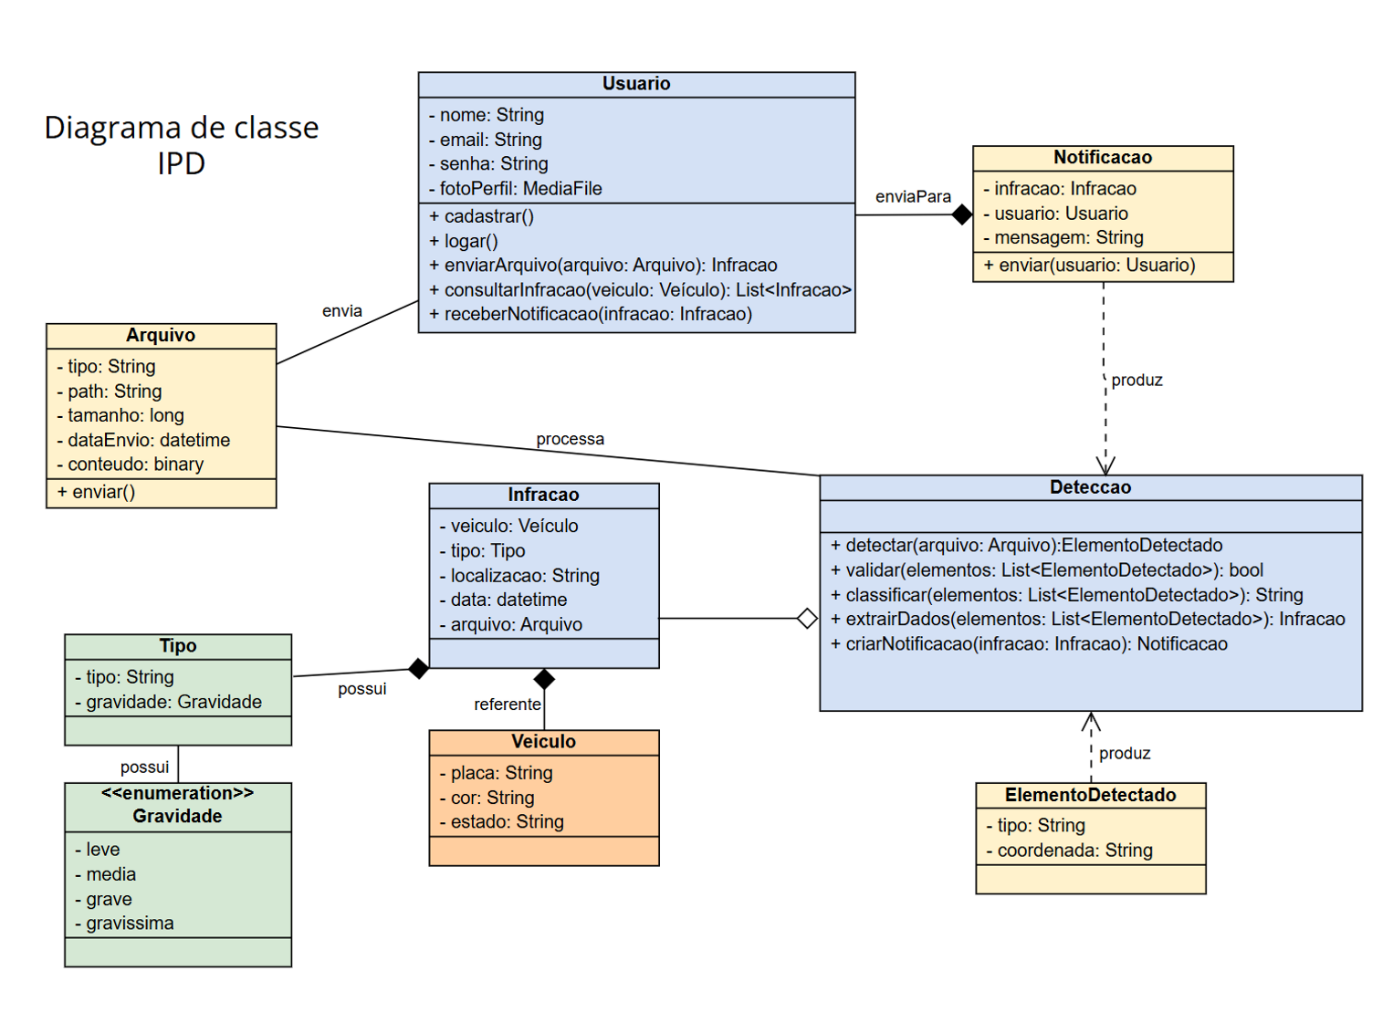 Diagrama de classe
IPD
Usuario
- nome: String
- email: String
- senha: String
- fotoPerfil: MediaFile
+ cadastrar()
+ logar()
+ enviarArquivo(arquivo: Arquivo): Infracao
+ consultarInfracao(veiculo: Veículo): List<Infracao>
+ receberNotificacao(infracao: Infracao)
enviaPara
Notificacao
- infracao: Infracao
- usuario: Usuario
- mensagem: String
+ enviar(usuario: Usuario)
envia
Arquivo
- tipo: String
- path: String
- tamanho: long
- dataEnvio: datetime
- conteudo: binary
+ enviar()
produz
processa
Infracao
- veiculo: Veículo
- tipo: Tipo
- localizacao: String
- data: datetime
- arquivo: Arquivo
Deteccao
+ detectar(arquivo: Arquivo):ElementoDetectado
+ validar(elementos: List<ElementoDetectado>): bool
+ classificar(elementos: List<ElementoDetectado>): String
+ extrairDados(elementos: List<ElementoDetectado>): Infracao
+ criarNotificacao(infracao: Infracao): Notificacao
Tipo
- tipo: String
- gravidade: Gravidade
possui
referente
Veiculo
- placa: String
- cor: String
- estado: String
possui
<<enumeration>>
Gravidade
- leve
- media
- grave
- gravissima
produz
ElementoDetectado
- tipo: String
- coordenada: String